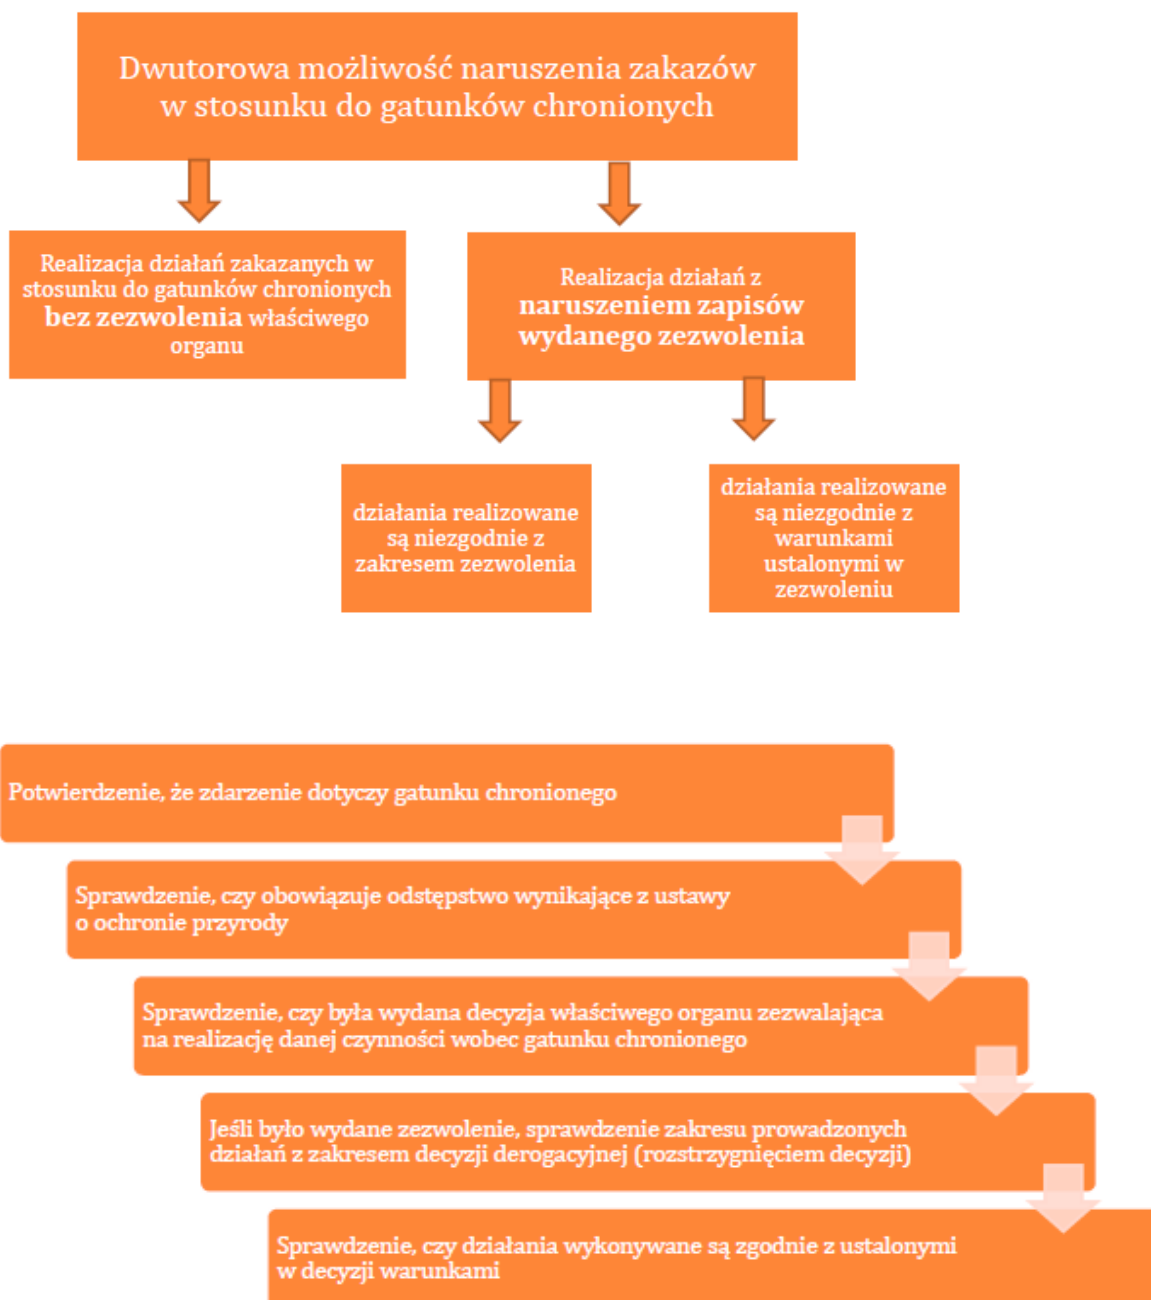 Dwutorowa możliwość naruszenia zakazów
w stosunku do gatunków chronionych
Realizacja działań zakazanych w
stosunku do gatunków chronionych
bez zezwolenia właściwego
organu
Realizacja działań z
naruszeniem zapisów
wydanego zezwolenia
działania realizowane
są niezgodnie z
zakresem zezwolenia
działania realizowane
są niezgodnie z
warunkami
ustalonymi w
zezwoleniu
Potwierdzenie, że zdarzenie dotyczy gatunku chronionego
Sprawdzenie, czy obowiązuje odstępstwo wynikające z ustawy
o ochronie przyrody
Sprawdzenie, czy była wydana decyzja właściwego organu zezwalająca
na realizację danej czynności wobec gatunku chronionego
Jeśli było wydane zezwolenie, sprawdzenie zakresu prowadzonych
działań z zakresem decyzji derogacyjnej (rozstrzygnięciem decyzji)
Sprawdzenie, czy działania wykonywane są zgodnie z ustalonymi
w decyzji warunkami